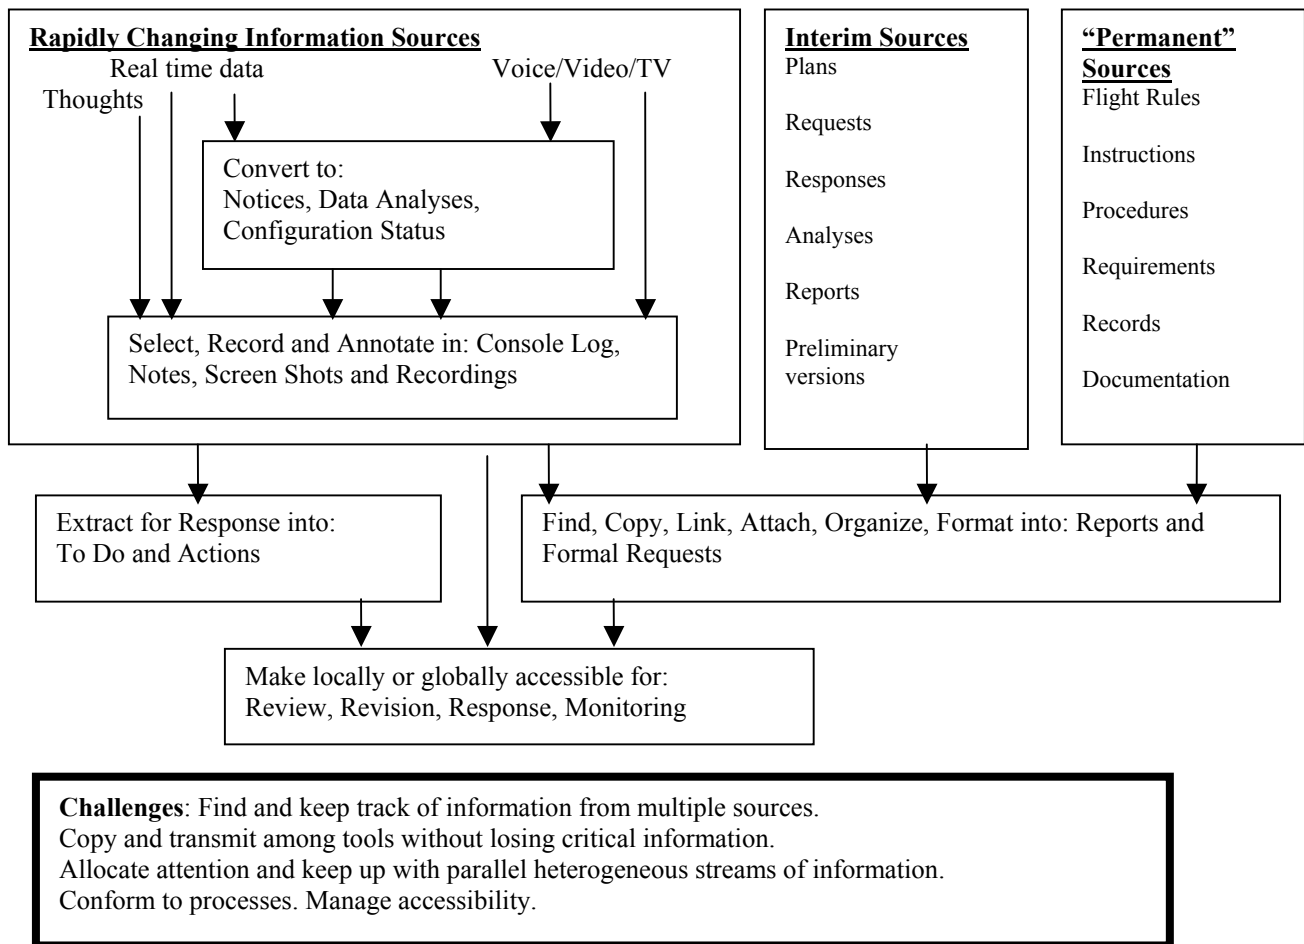 Rapidly Changing Information Sources
Real time data
Voice/Video/TV
Thoughts
Convert to:
Notices, Data Analyses,
Configuration Status
Select, Record and Annotate in: Console Log,
Notes, Screen Shots and Recordings
Interim Sources
Plans
Requests
Responses
Analyses
Reports
Preliminary
versions
“Permanent”
Sources
Flight Rules
Instructions
Procedures
Requirements
Records
Documentation
Extract for Response into:
To Do and Actions
Find, Copy, Link, Attach, Organize, Format into: Reports and
Formal Requests
Make locally or globally accessible for:
Review, Revision, Response, Monitoring
Challenges: Find and keep track of information from multiple sources.
Copy and transmit among tools without losing critical information.
Allocate attention and keep up with parallel heterogeneous streams of information.
Conform to processes. Manage accessibility.